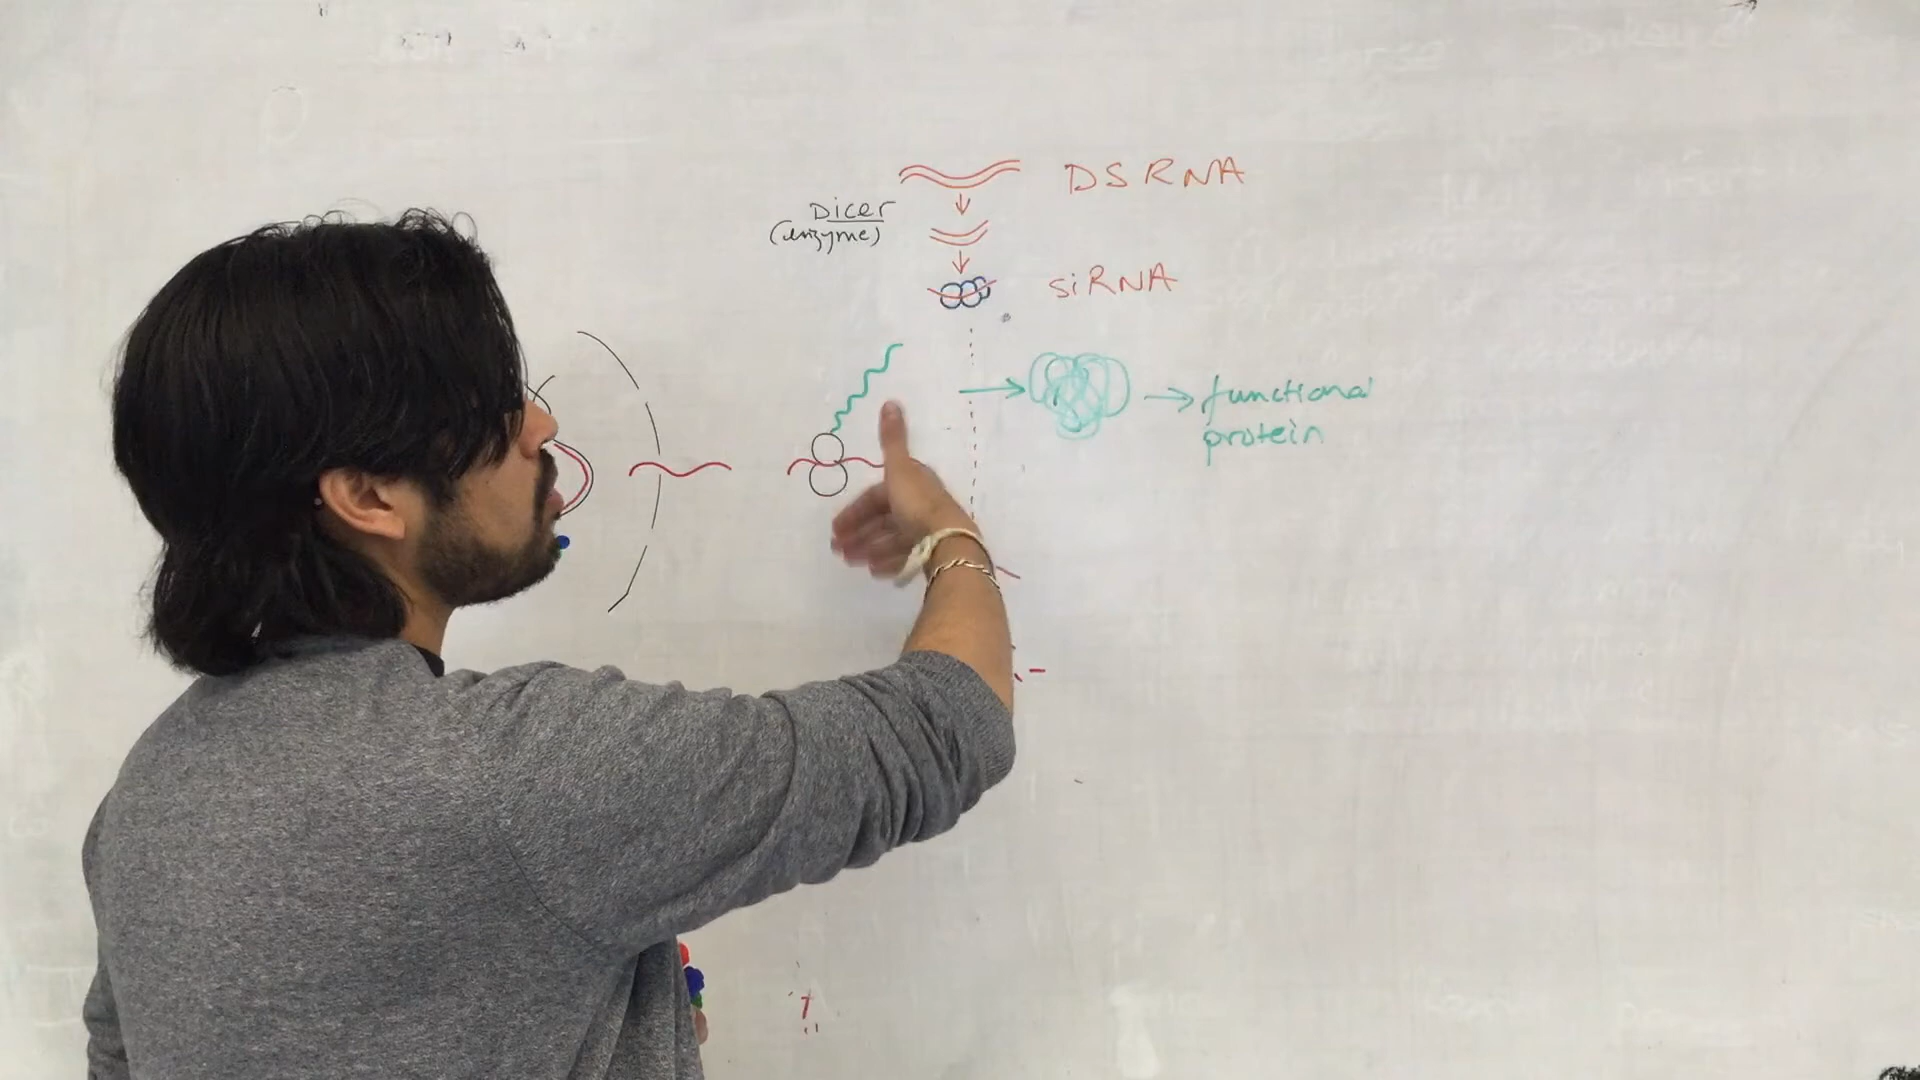 DSRNA
Dicer
(enzyme)
siRNA
functional
protein